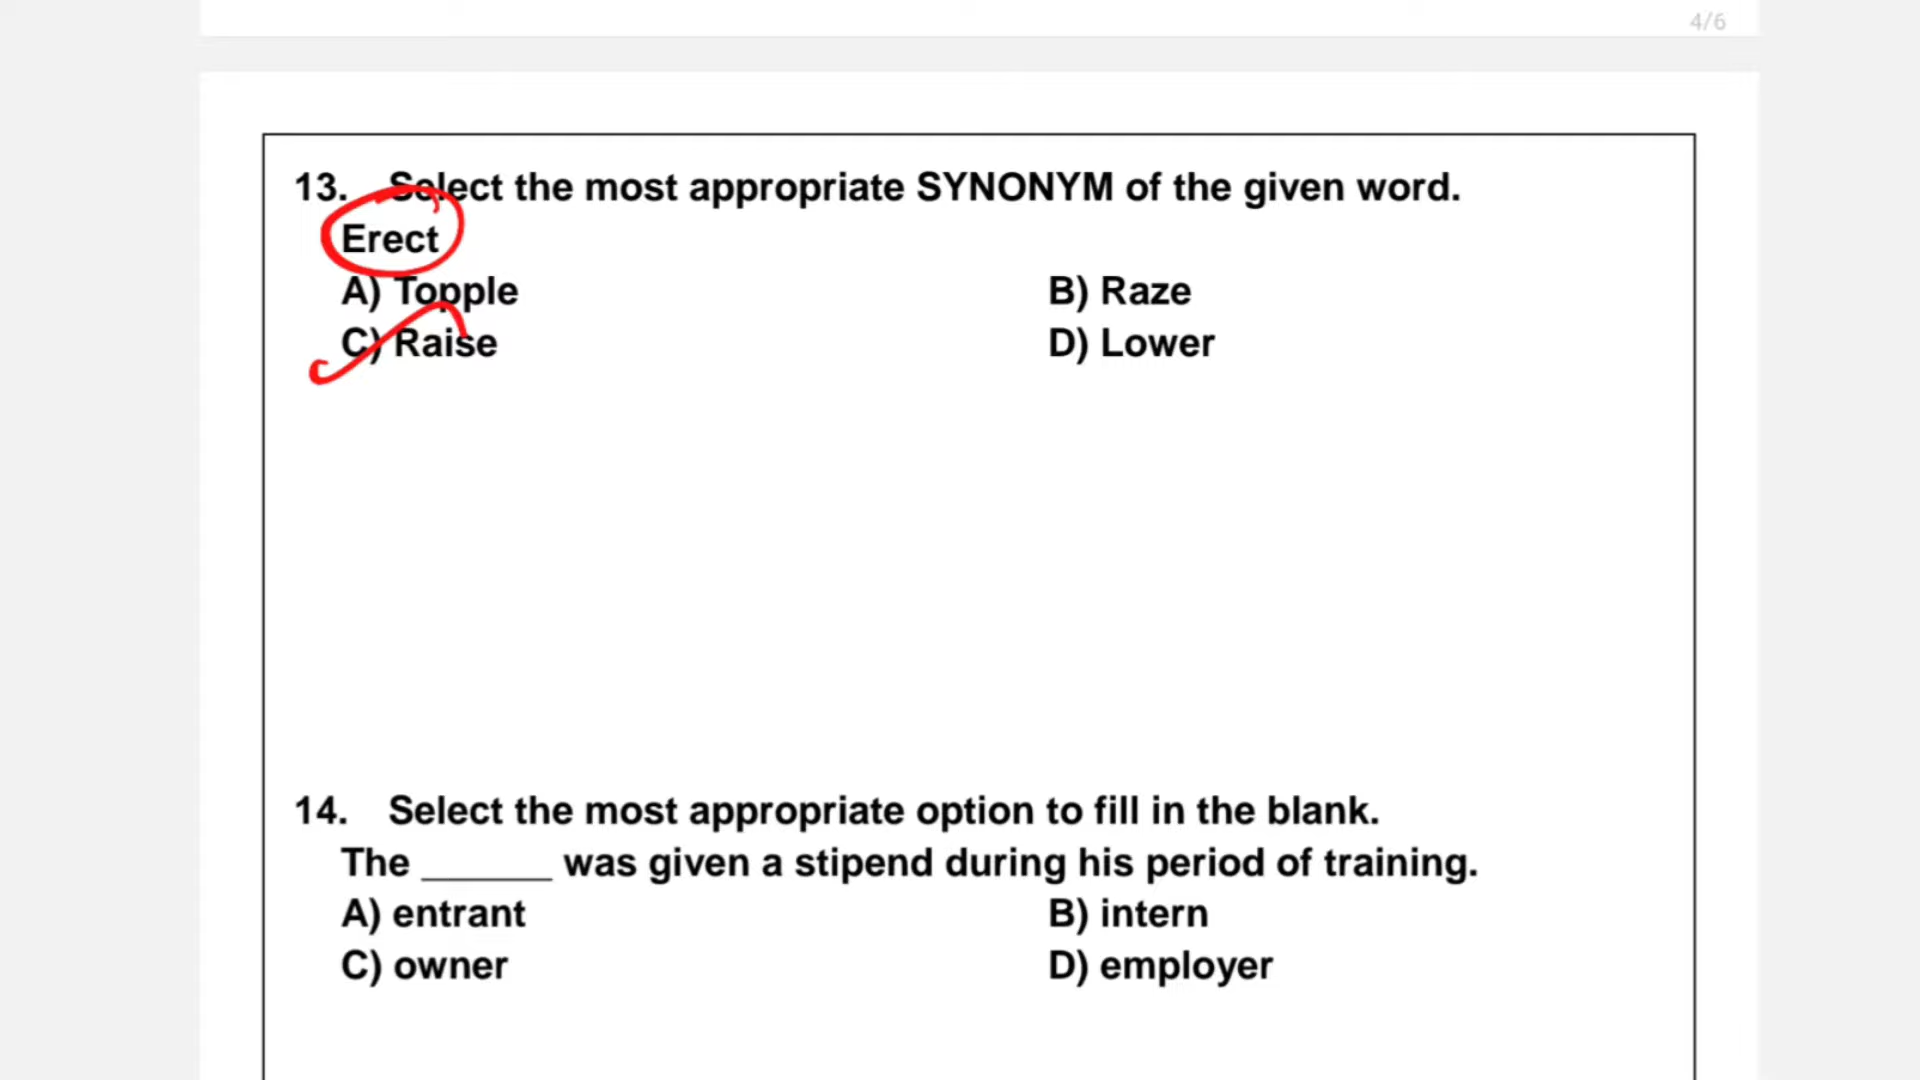 4/6
13. Select the most appropriate SYNONYM of the given word.
Erect
A) Topple B) Raze
C) Raise D) Lower
14. Select the most appropriate option to fill in the blank.
The ______ was given a stipend during his period of training.
A) entrant B) intern
C) owner D) employer